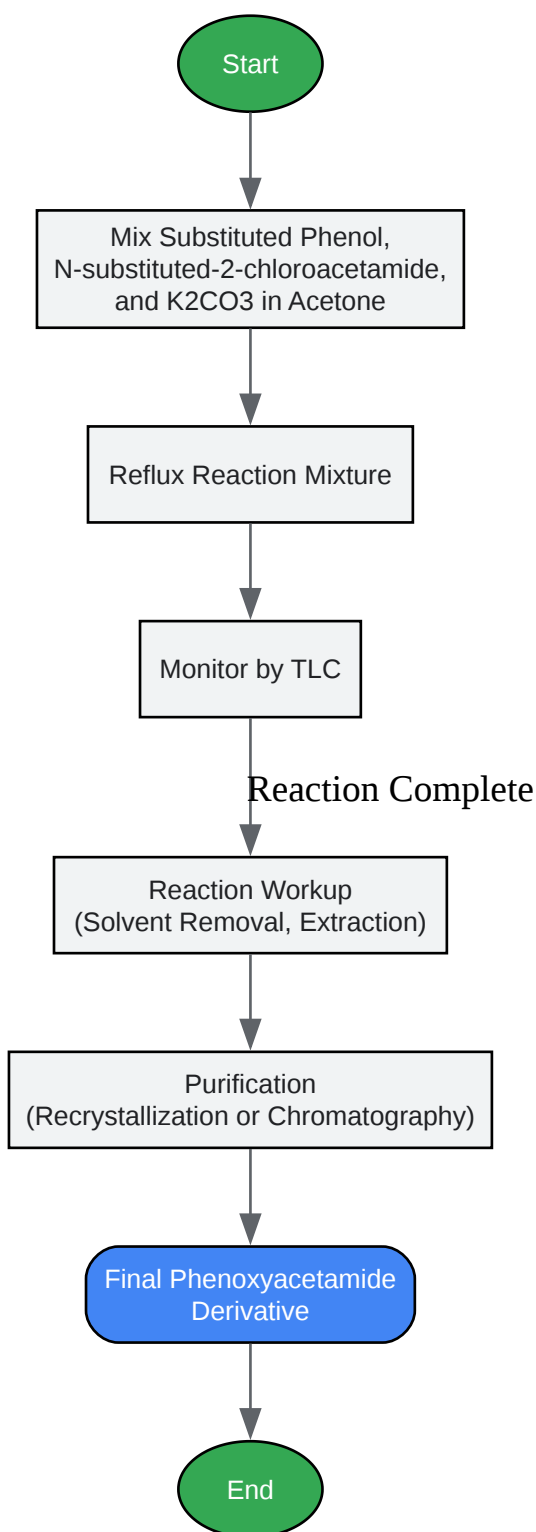 Start
Mix Substituted Phenol,
N-substituted-2-chloroacetamide,
and K2CO3 in Acetone
Reflux Reaction Mixture
Monitor by TLC
Reaction Complete
Reaction Workup
(Solvent Removal, Extraction)
Purification
(Recrystallization or Chromatography)
Final Phenoxyacetamide
Derivative
End